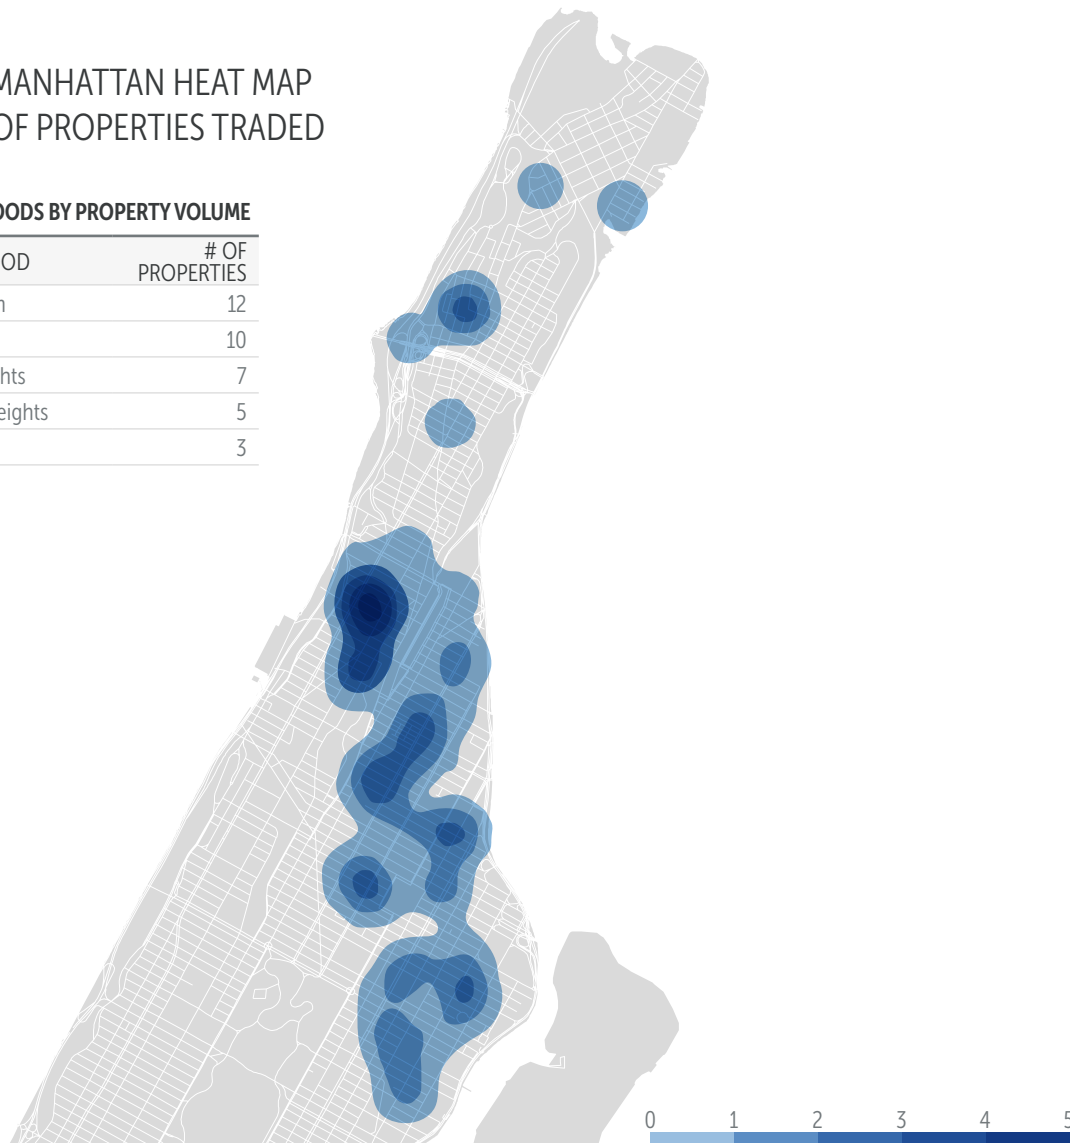 MANHATTAN HEAT MAP
OF PROPERTIES TRADED
OODS BY PROPERTY VOLUME
OD
# OF
PROPERTIES
n
12
10
hts
7
eights
5
3
0 1 2 3 4 5